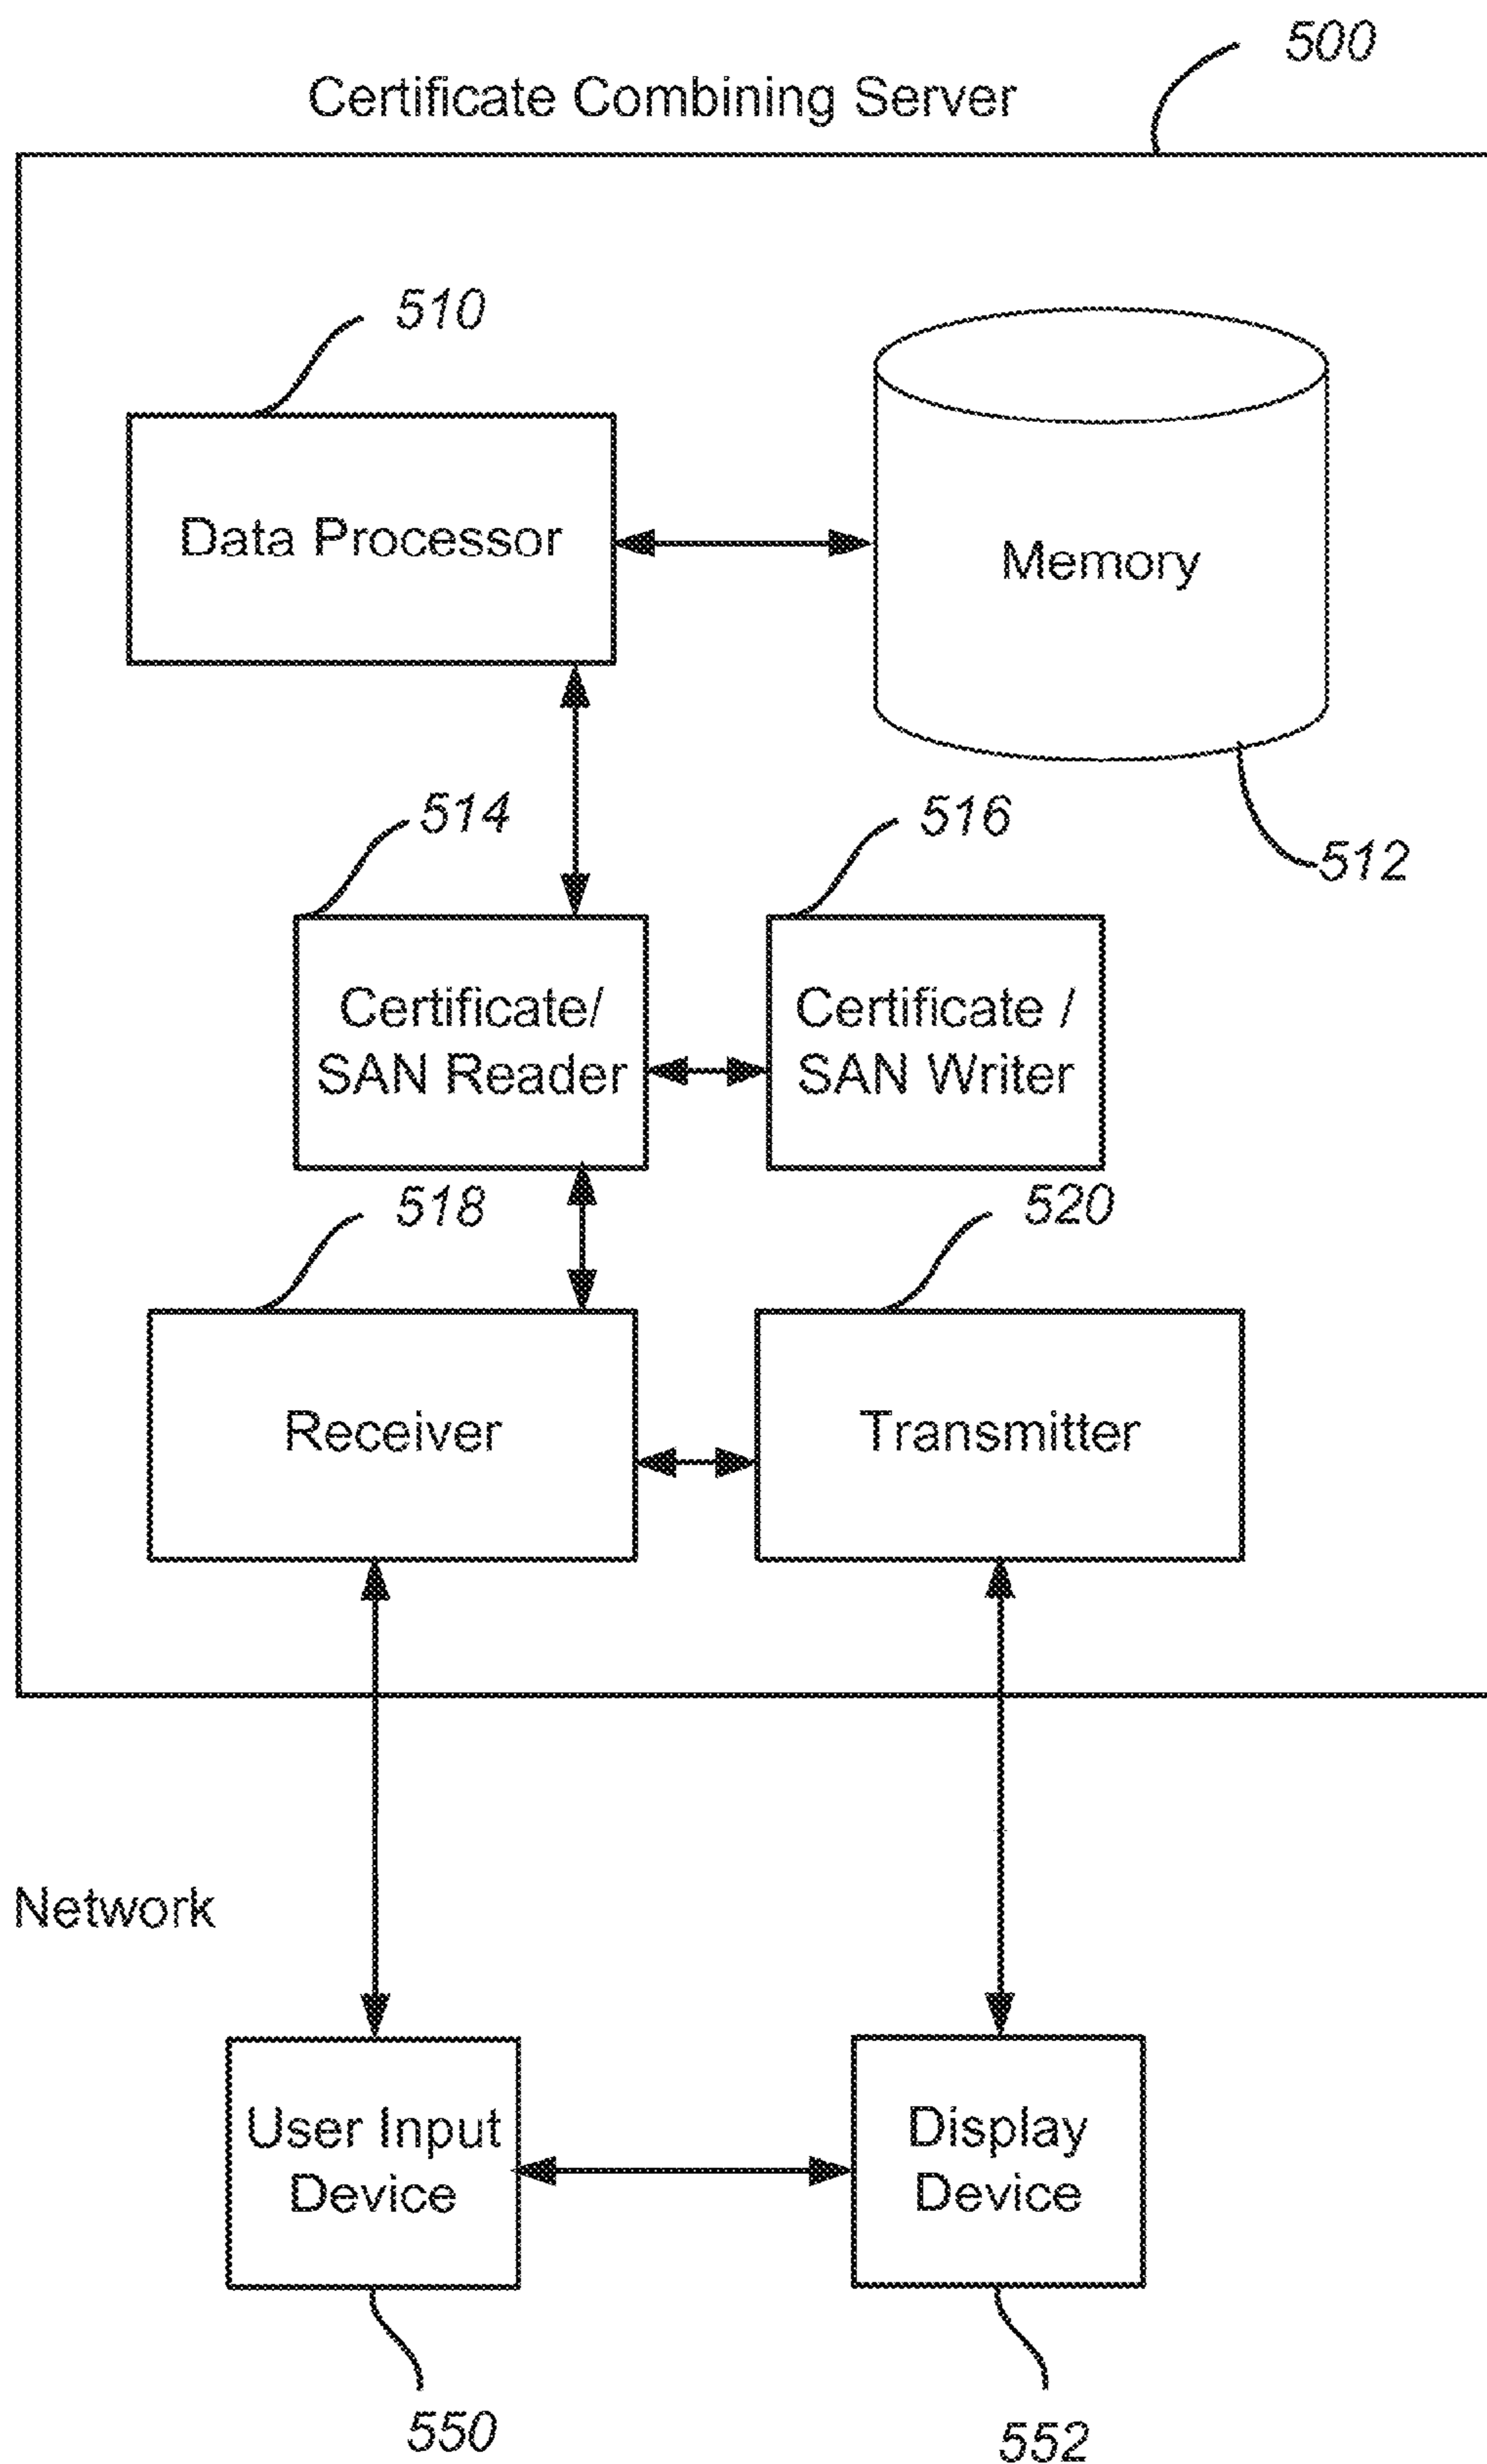 500
Certificate Combining Server
510
Data Processor
Memory
512
514
516
Certificate/
SAN Reader
Certificate /
SAN Writer
518
520
Receiver
Transmitter
Network
User Input
Device
Display
Device
550
552